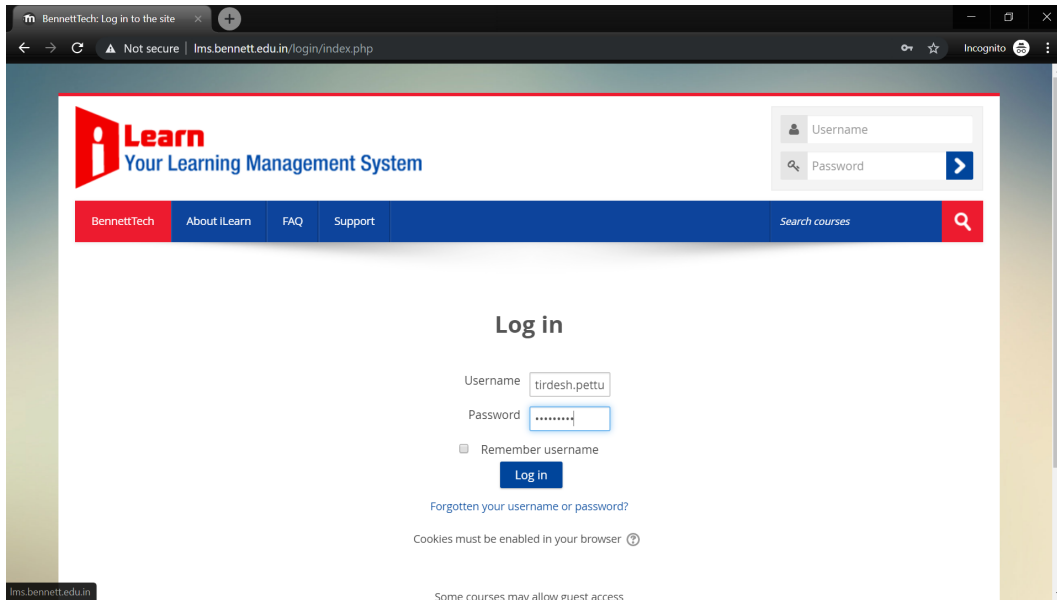 BennettTech: Log in to the site
Not secure | lms.bennett.edu.in/login/index.php
Incognito
iLearn
Your Learning Management System
Username
Password
BennettTech About iLearn FAQ Support Search courses
Log in
Username tirdesh.pettu
Password •••••••••
Remember username
Log in
Forgotten your username or password?
Cookies must be enabled in your browser ?
Some courses may allow guest access
lms.bennett.edu.in